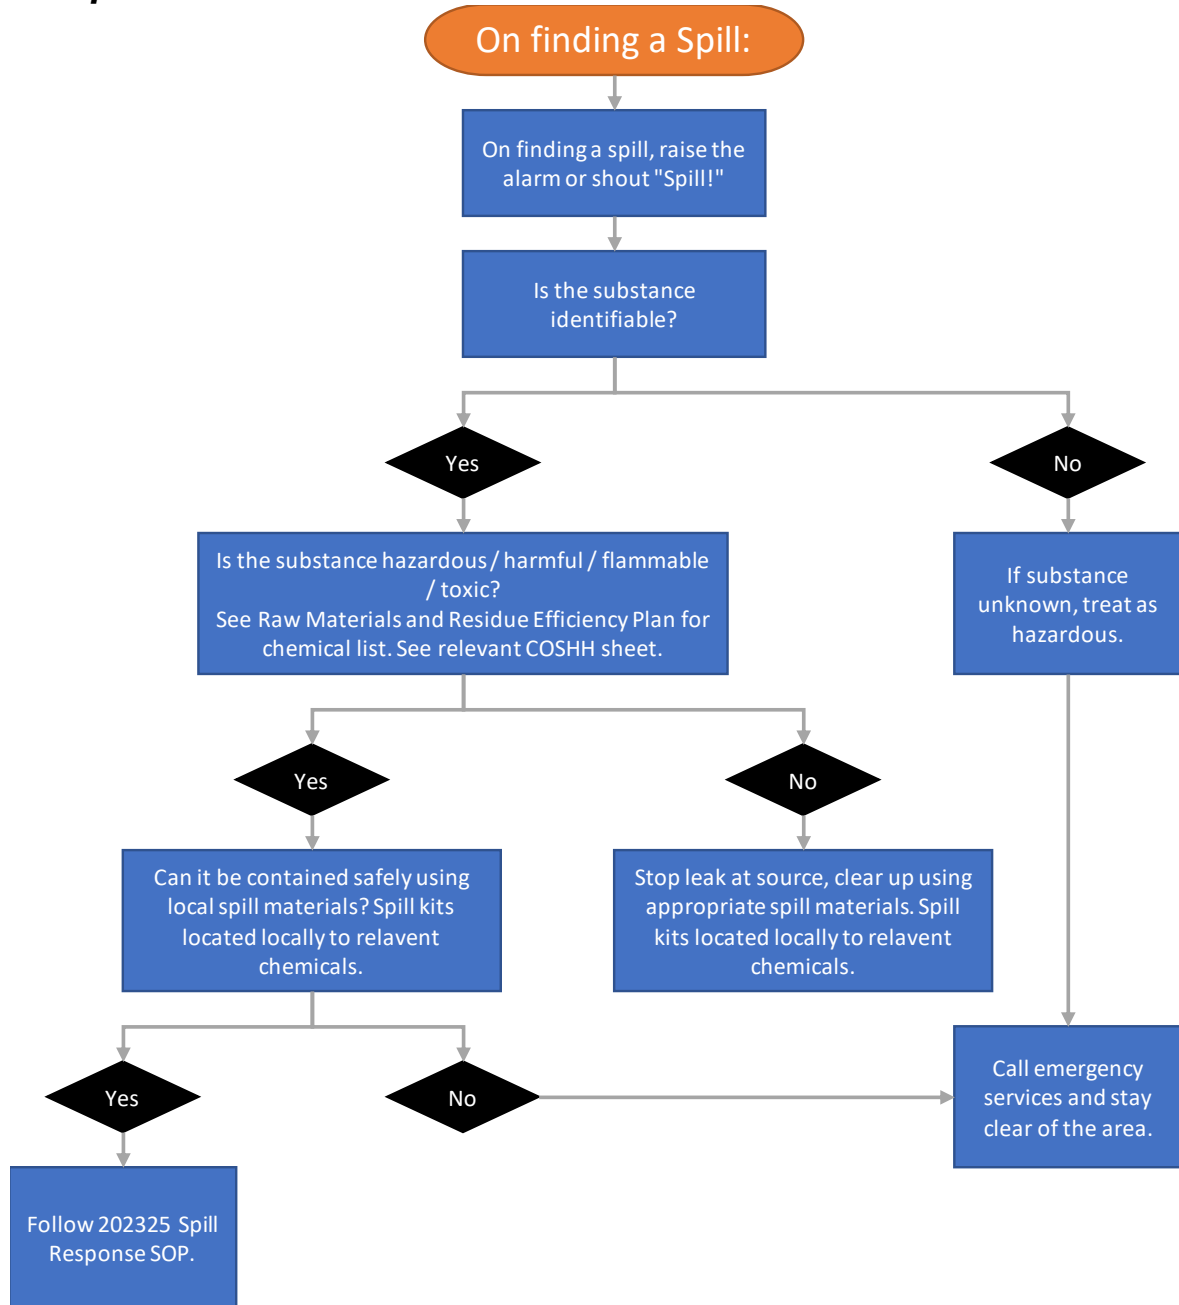 On finding a Spill:
On finding a spill, raise the
alarm or shout "Spill!"
Is the substance
identifiable?
Yes
No
Is the substance hazardous / harmful / flammable
/ toxic?
See Raw Materials and Residue Efficiency Plan for
chemical list. See relevant COSHH sheet.
If substance
unknown, treat as
hazardous.
Yes
No
Can it be contained safely using
local spill materials? Spill kits
located locally to relavent
chemicals.
Stop leak at source, clear up using
appropriate spill materials. Spill
kits located locally to relavent
chemicals.
Yes
No
Call emergency
services and stay
clear of the area.
Follow 202325 Spill
Response SOP.